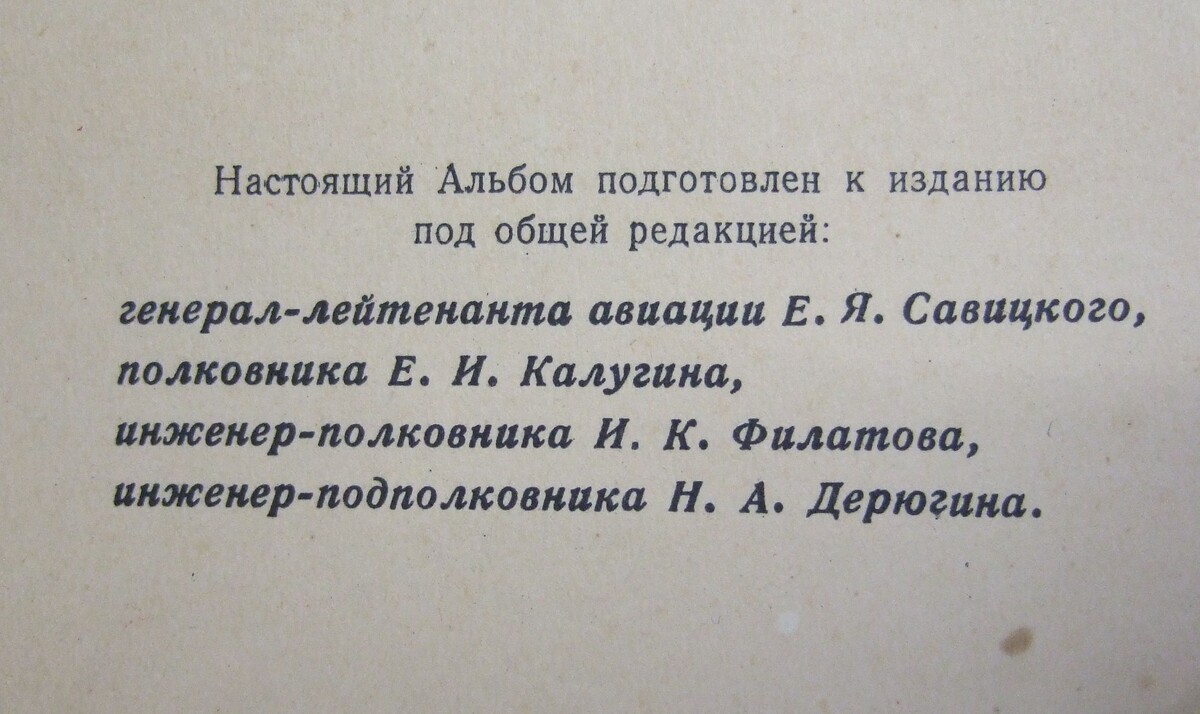 Настоящий Альбом подготовлен к изданию
под общей редакцией:
генерал-лейтенанта авиации Е. Я. Савицкого,
полковника Е. И. Калугина,
инженер-полковника И. К. Филатова,
инженер-подполковника Н. А. Дерюгина.